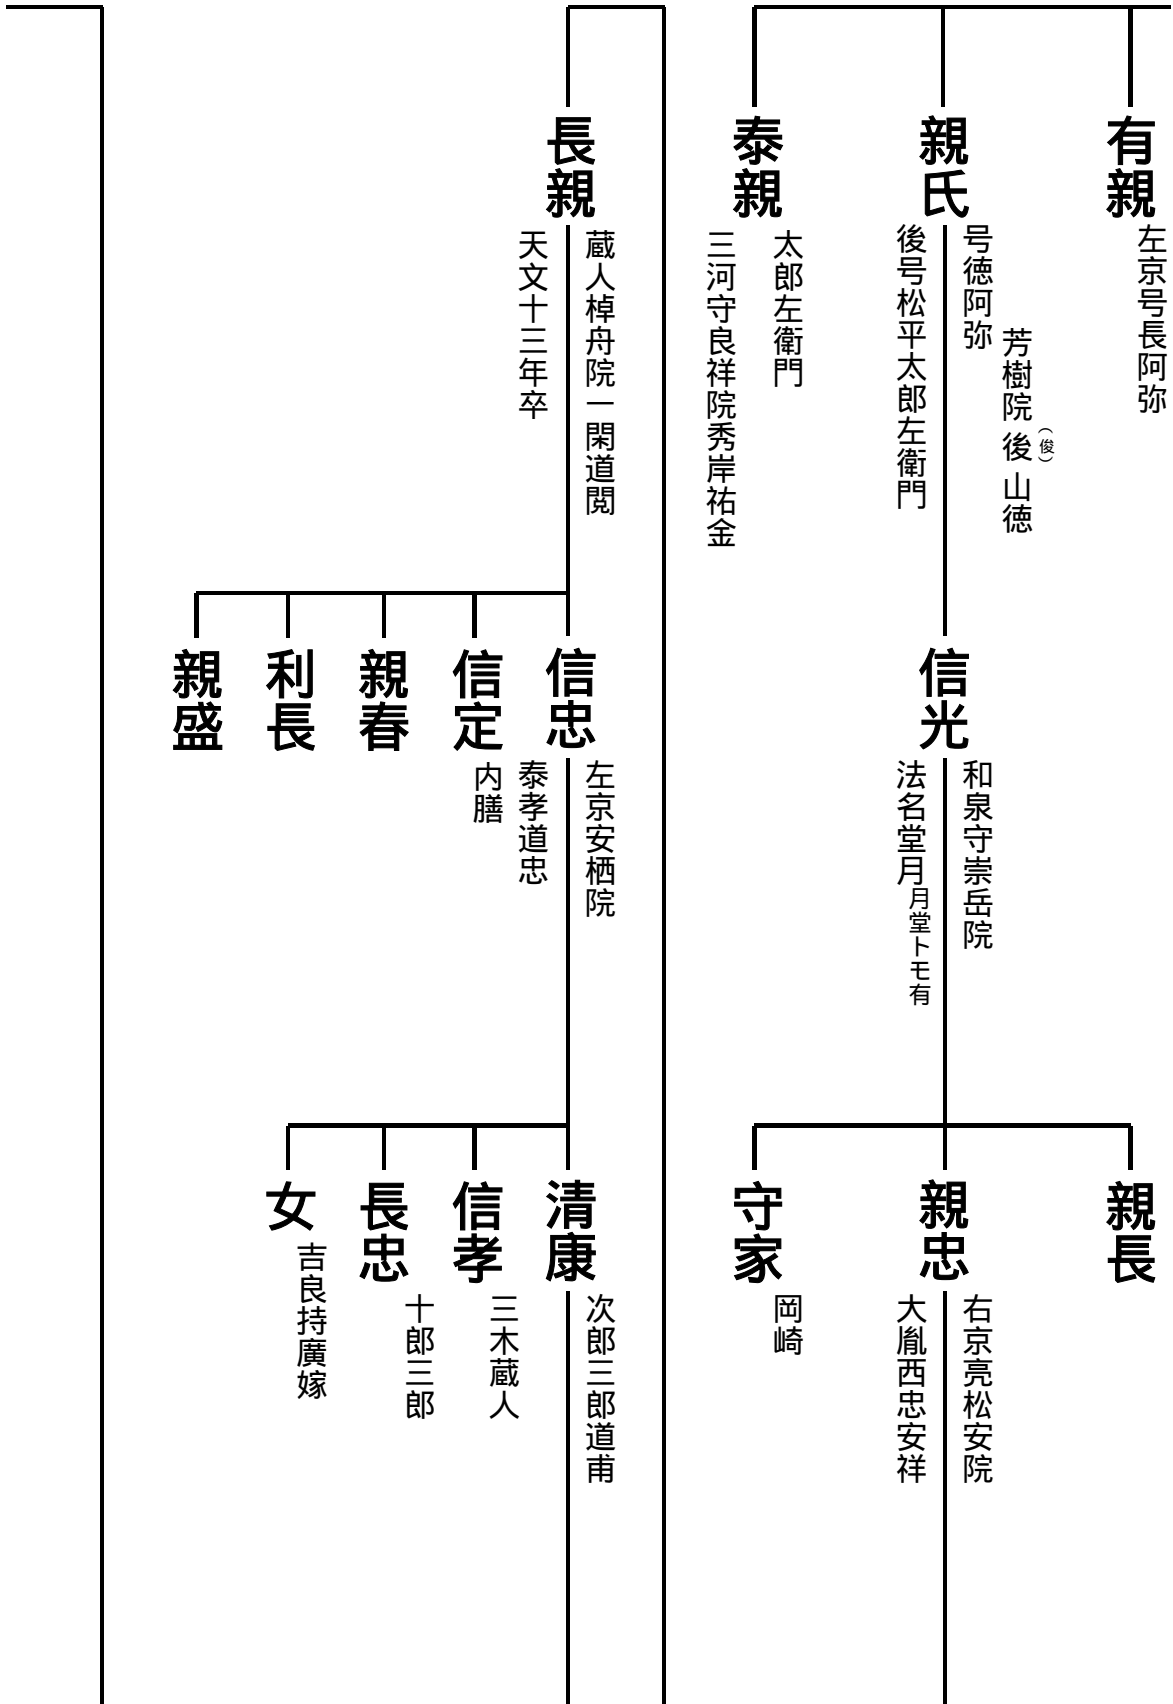 有親
左京号長阿弥
親氏
芳樹院後(俊)山徳
号徳阿弥
後号松平太郎左衛門
泰親
太郎左衛門
三河守良祥院秀岸祐金
信光
和泉守崇岳院
法名堂月月堂トモ有
親長
親忠
右京亮松安院
大胤西忠安祥
守家
岡崎
長親
蔵人棹舟院一閑道閲
天文十三年卒
信忠
左京安栖院
泰孝道忠
信定
内膳
親春
利長
親盛
清康
次郎三郎道甫
信孝
三木蔵人
長忠
十郎三郎
女
吉良持廣嫁